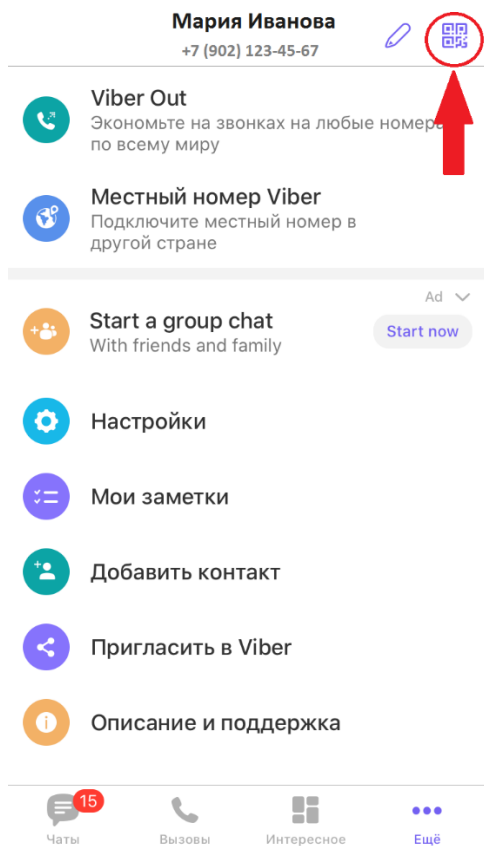 Мария Иванова
+7 (902) 123-45-67
Viber Out
Экономьте на звонках на любые номера
по всему миру
Местный номер Viber
Подключите местный номер в
другой стране
Ad
Start a group chat
With friends and family
Start now
Настройки
Мои заметки
Добавить контакт
Пригласить в Viber
Описание и поддержка
15
Чаты
Вызовы
Интересное
Ещё